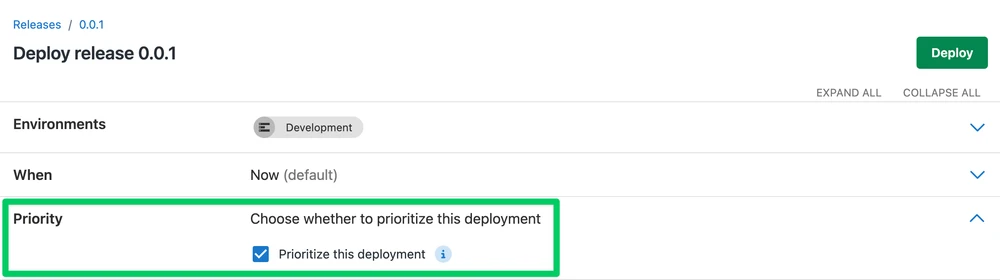 Releases / 0.0.1
Deploy release 0.0.1
Deploy
EXPAND ALL COLLAPSE ALL
Environments Development
When Now (default)
Priority Choose whether to prioritize this deployment
Prioritize this deployment i